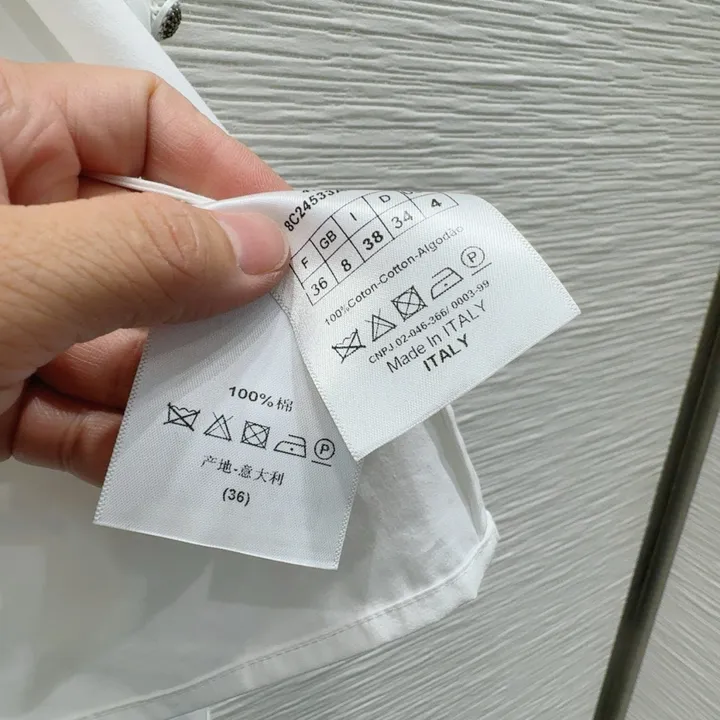 8C24533
F GB I D
36 8 38 34 4
100%Coton-Cotton-Algodão
P
CNPJ 02-046-366/ 0003-99
Made In ITALY
ITALY
100%棉
P
产地-意大利
(36)